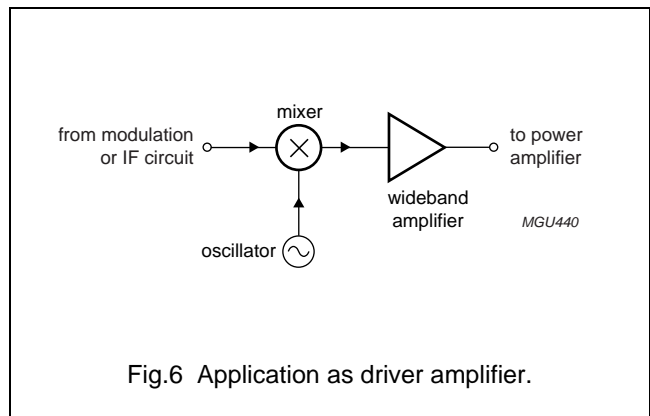 mixer
from modulation
or IF circuit
to power
amplifier
wideband
amplifier
MGU440
oscillator
Fig.6 Application as driver amplifier.